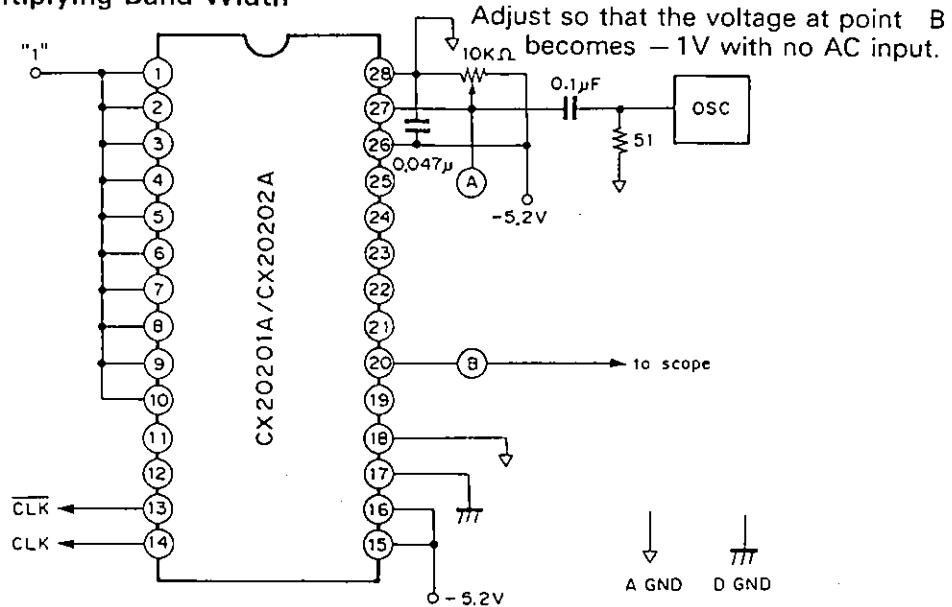 Adjust so that the voltage at point B
becomes – 1V with no AC input.
"1"
10KΩ
0.1μF
OSC
51
0.047μ
A
-5.2V
1
2
3
4
5
6
7
8
9
10
11
12
13
14
28
27
26
25
24
23
22
21
20
19
18
17
16
15
CX20201A/CX20202A
B
to scope
CLK
CLK
-5.2V
A GND
D GND